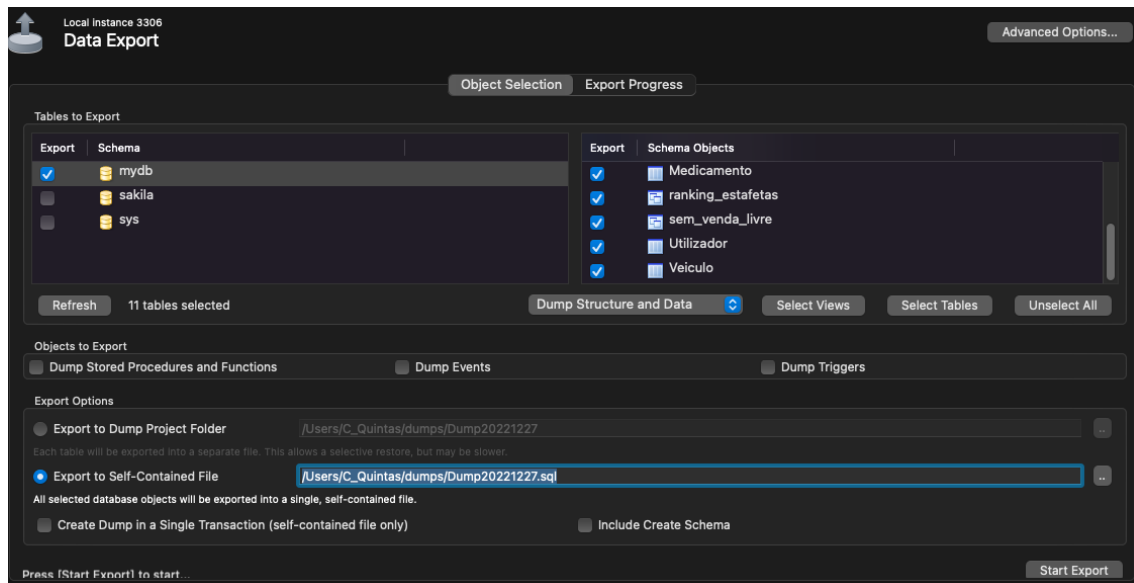 Local instance 3306
Data Export
Advanced Options...
Object Selection Export Progress
Tables to Export
Export Schema Export Schema Objects
mydb Medicamento
sakila ranking_estafetas
sys sem_venda_livre
Utilizador
Veiculo
Refresh 11 tables selected Dump Structure and Data Select Views Select Tables Unselect All
Objects to Export
Dump Stored Procedures and Functions Dump Events Dump Triggers
Export Options
Export to Dump Project Folder /Users/C_Quintas/dumps/Dump20221227 ..
Each table will be exported into a separate file. This allows a selective restore, but may be slower.
Export to Self-Contained File /Users/C_Quintas/dumps/Dump20221227.sql ..
All selected database objects will be exported into a single, self-contained file.
Create Dump in a Single Transaction (self-contained file only) Include Create Schema
Press [Start Export] to start... Start Export